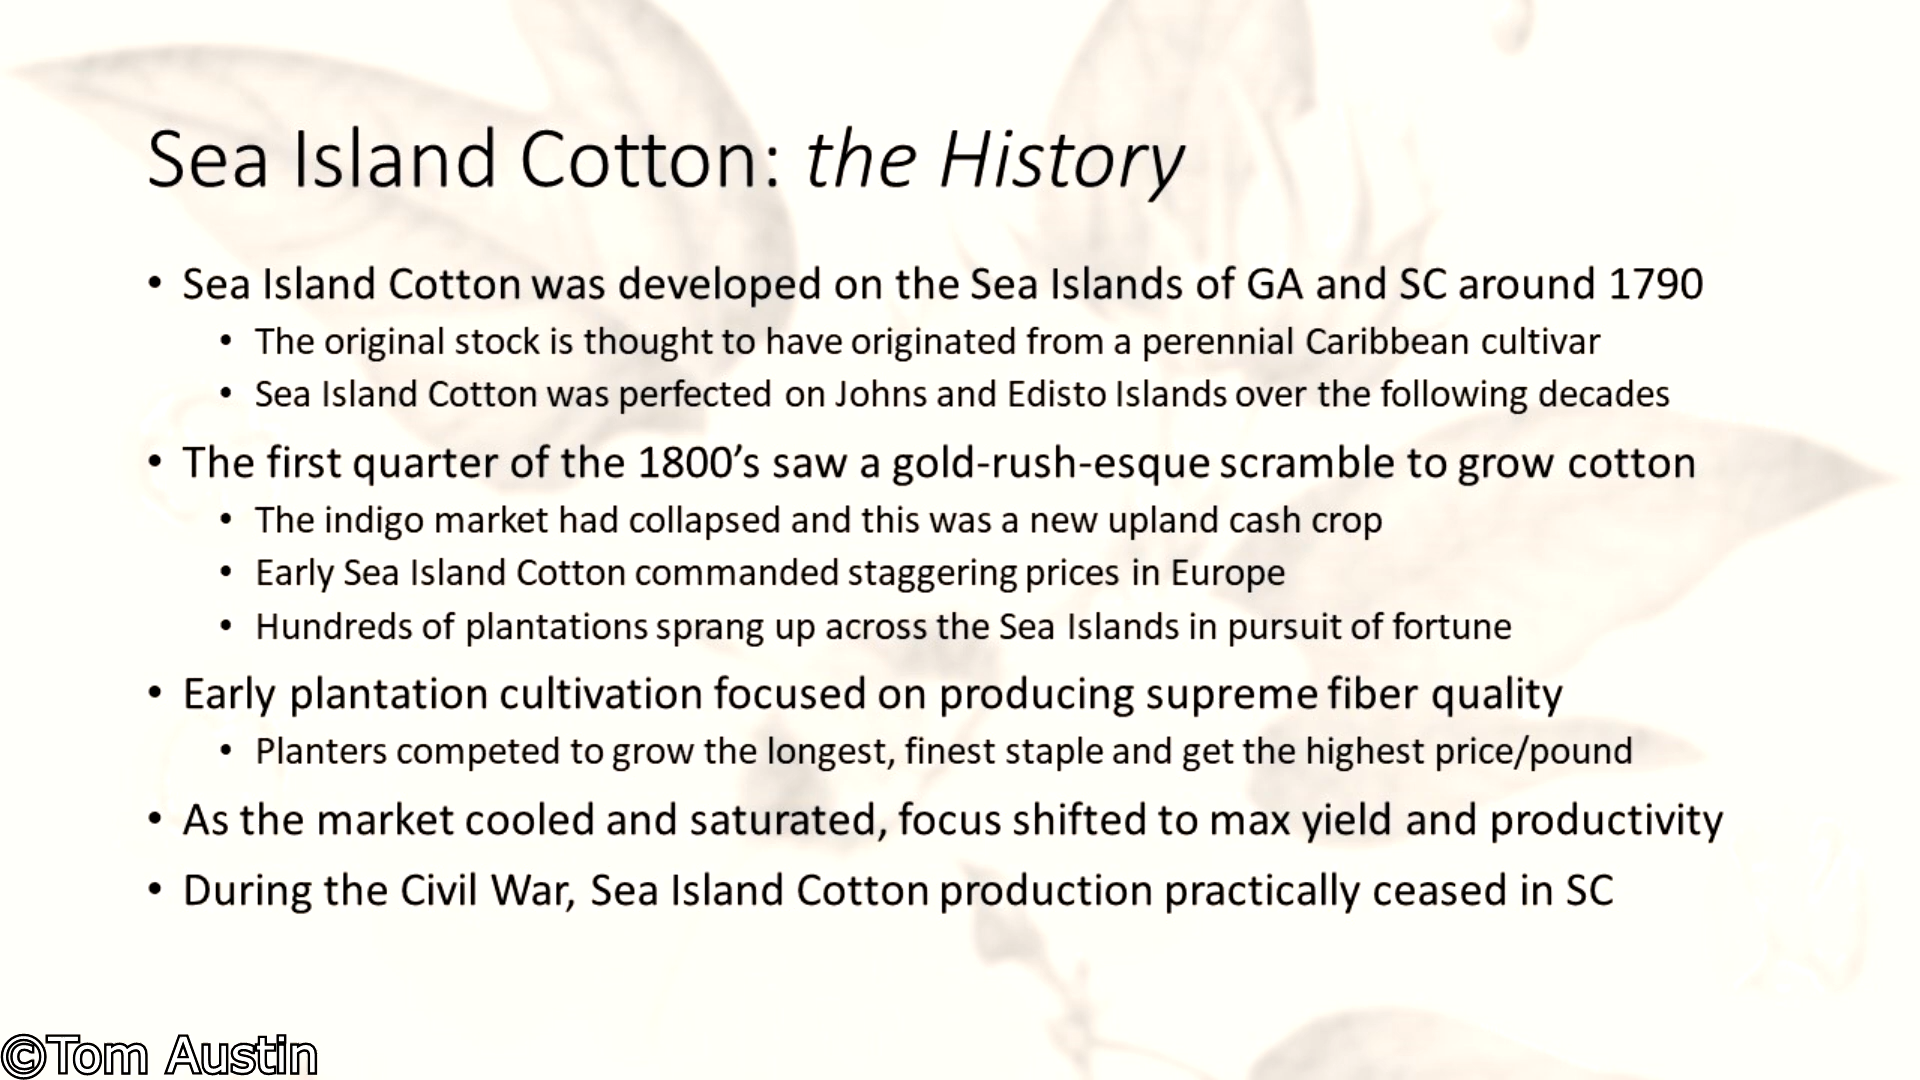 Sea Island Cotton: the History
• Sea Island Cotton was developed on the Sea Islands of GA and SC around 1790
• The original stock is thought to have originated from a perennial Caribbean cultivar
• Sea Island Cotton was perfected on Johns and Edisto Islands over the following decades
• The first quarter of the 1800’s saw a gold-rush-esque scramble to grow cotton
• The indigo market had collapsed and this was a new upland cash crop
• Early Sea Island Cotton commanded staggering prices in Europe
• Hundreds of plantations sprang up across the Sea Islands in pursuit of fortune
• Early plantation cultivation focused on producing supreme fiber quality
• Planters competed to grow the longest, finest staple and get the highest price/pound
• As the market cooled and saturated, focus shifted to max yield and productivity
• During the Civil War, Sea Island Cotton production practically ceased in SC
©Tom Austin